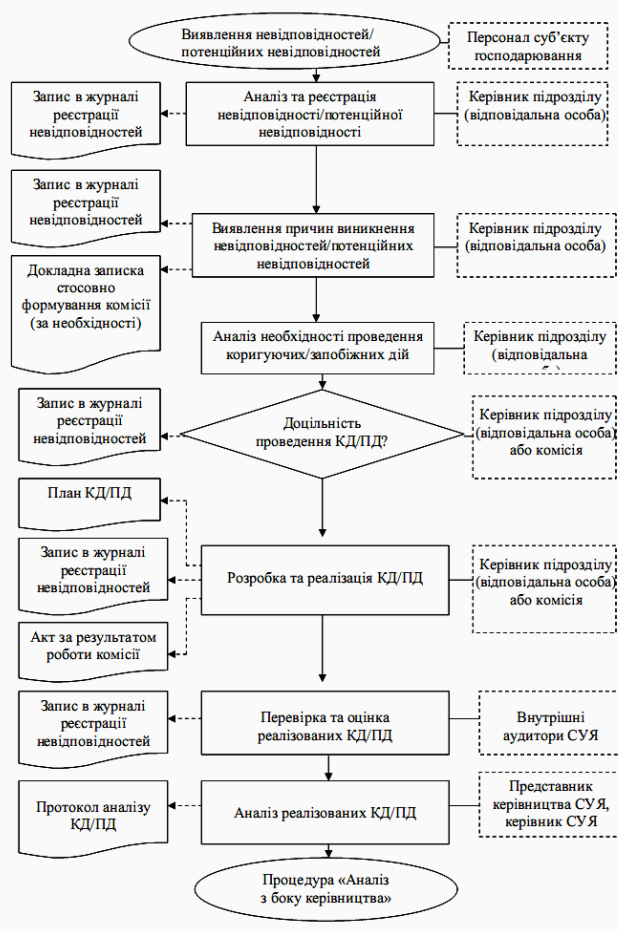 Виявлення невідповідностей/
потенційних невідповідностей
Персонал суб’єкту
господарювання
Запис в журналі
реєстрації
невідповідностей
Аналіз та реєстрація
невідповідності/потенційної
невідповідності
Керівник підрозділу
(відповідальна особа)
Запис в журналі
реєстрації
невідповідностей
Виявлення причин виникнення
невідповідностей/потенційних
невідповідностей
Керівник підрозділу
(відповідальна особа)
Докладна записка
стосовно
формування комісії
(за необхідності)
Аналіз необхідності проведення
коригуючих/запобіжних дій
Керівник підрозділу
(відповідальна
Запис в журналі
реєстрації
невідповідностей
Доцільність
проведення КД/ПД?
Керівник підрозділу
(відповідальна особа)
або комісія
План КД/ПД
Запис в журналі
реєстрації
невідповідностей
Розробка та реалізація КД/ПД
Керівник підрозділу
(відповідальна особа)
або комісія
Акт за результатом
роботи комісії
Запис в журналі
реєстрації
невідповідностей
Перевірка та оцінка
реалізованих КД/ПД
Внутрішні
аудитори СУЯ
Протокол аналізу
КД/ПД
Аналіз реалізованих КД/ПД
Представник
керівництва СУЯ,
керівник СУЯ
Процедура «Аналіз
з боку керівництва»